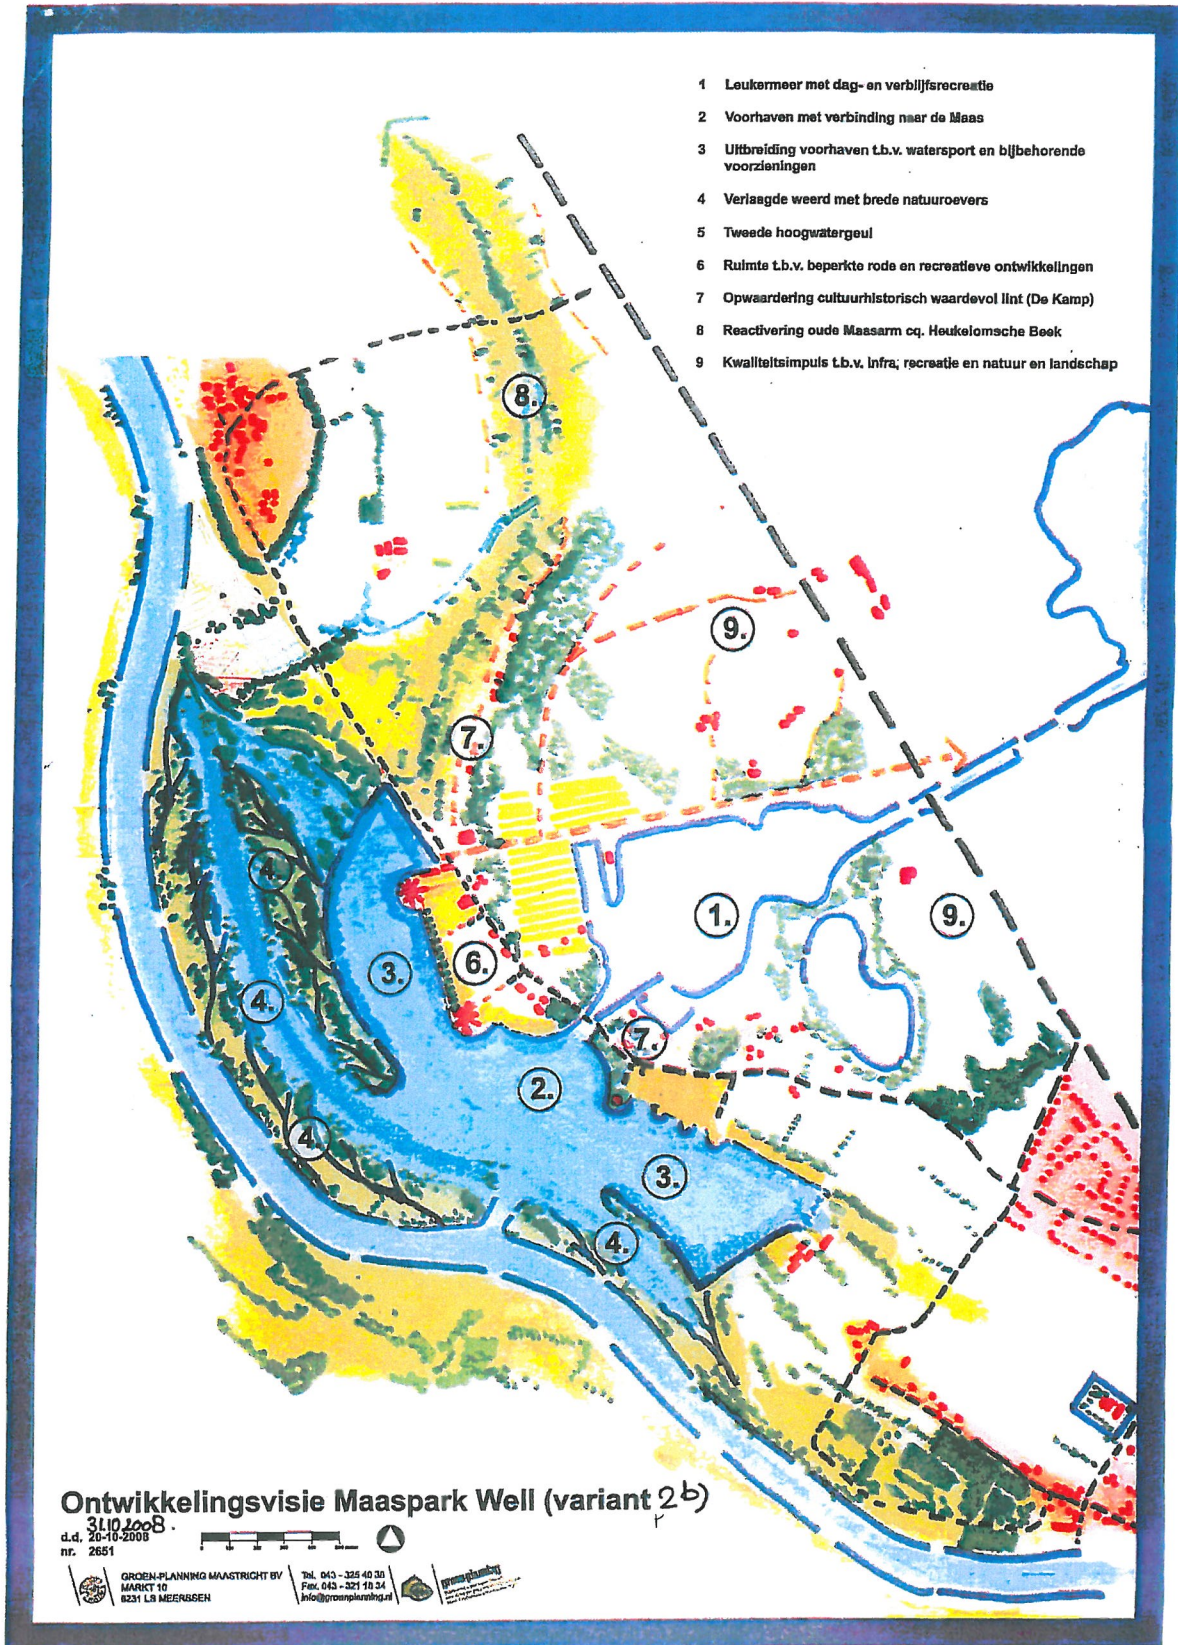 1 Leukermeer met dag- en verblijfsrecreatie
2 Voorhaven met verbinding naar de Maas
3 Uitbreiding voorhaven t.b.v. watersport en bijbehorende
voorzieningen
4 Verlaagde weerd met brede natuuroevers
5 Tweede hoogwatergeul
6 Ruimte t.b.v. beperkte rode en recreatieve ontwikkelingen
7 Opwaardering cultuurhistorisch waardevol lint (De Kamp)
8 Reactivering oude Maasarm cq. Heukelomsche Beek
9 Kwaliteitsimpuls t.b.v. infra, recreatie en natuur en landschap
8.
9.
7.
4.
1.
9.
3.
6.
4.
7.
2.
4.
3.
4.
Ontwikkelingsvisie Maaspark Well (variant 2b)
31.10.2008.
d.d. 20-10-2008
nr. 2651
GROEN-PLANNING MAASTRICHT BV
MARKT 10
6231 LS MEERSSEN
Tel. 043 - 325 40 38
Fax. 043 - 321 10 34
info@groenplanning.nl
groenplanning